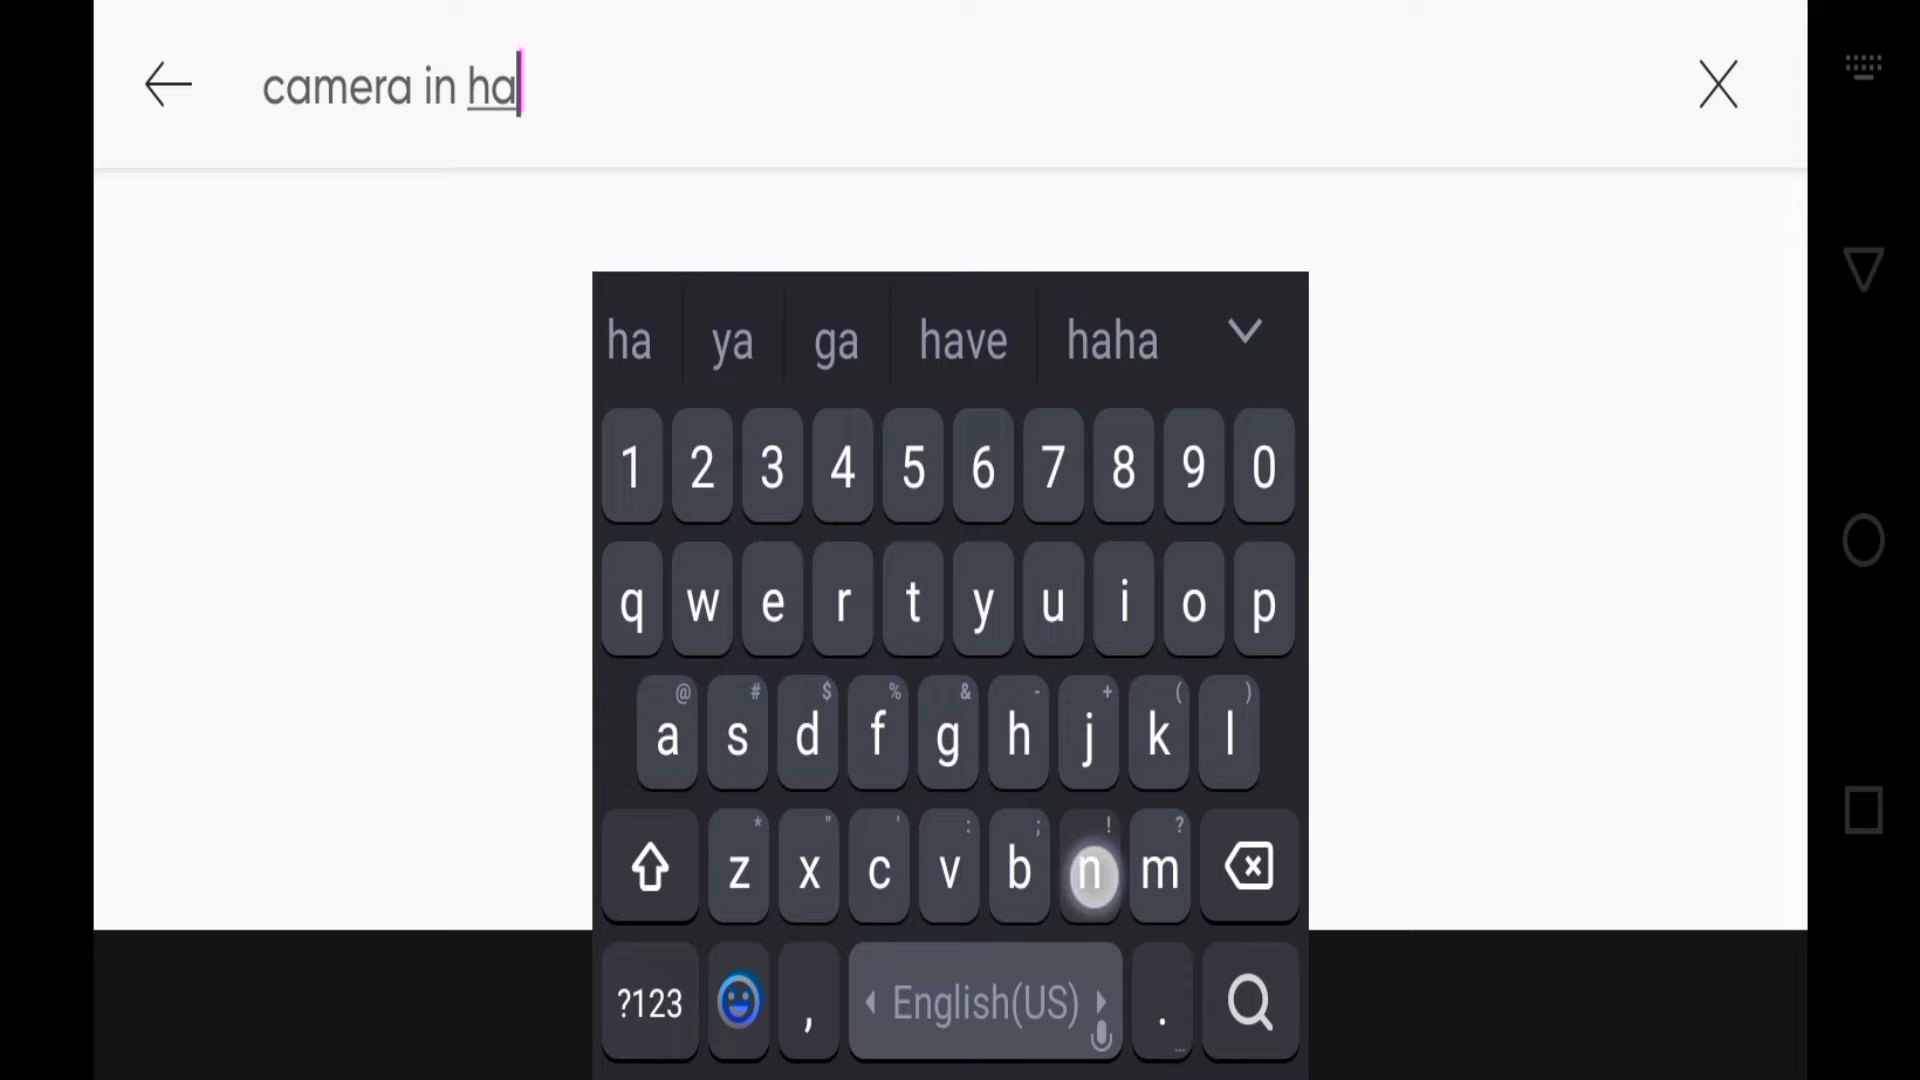 camera in ha
ha ya ga have haha
1 2 3 4 5 6 7 8 9 0
q w e r t y u i o p
@ # $ % & - + ( )
a s d f g h j k l
* " ' : ; ! ?
z x c v b n m
?123 , English(US) . ...